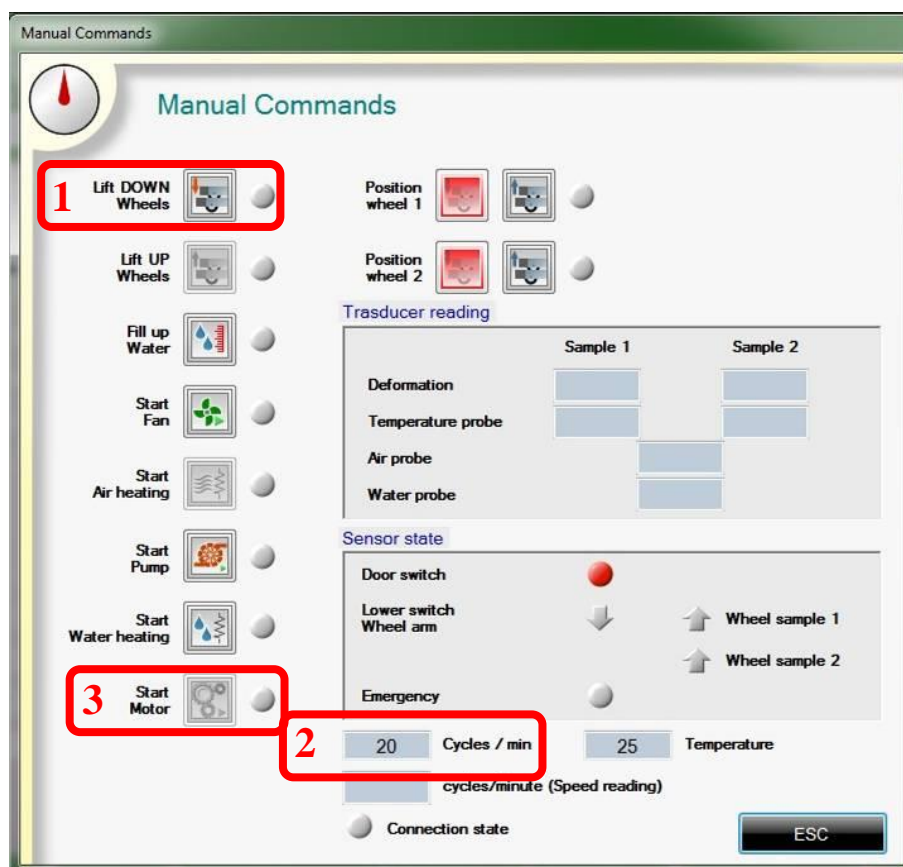 Manual Commands
Manual Commands
1
Lift DOWN
Wheels
Position
wheel 1
Lift UP
Wheels
Position
wheel 2
Trasducer reading
Fill up
Water
Sample 1 Sample 2
Deformation
Start
Fan
Temperature probe
Air probe
Start
Air heating
Water probe
Sensor state
Start
Pump
Door switch
Lower switch
Wheel arm
Wheel sample 1
Start
Water heating
Wheel sample 2
3
Start
Motor
Emergency
2
20 Cycles / min 25 Temperature
cycles/minute (Speed reading)
Connection state
ESC